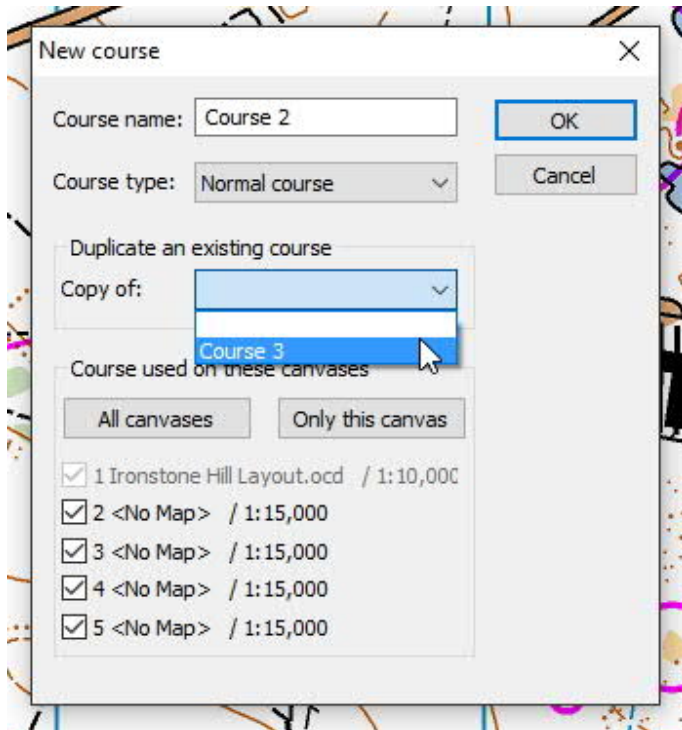 New course
Course name: Course 2 OK
Course type: Normal course Cancel
Duplicate an existing course
Copy of:
Course 3
Course used on these canvases
All canvases Only this canvas
1 Ironstone Hill Layout.ocd / 1:10,000
2 <No Map> / 1:15,000
3 <No Map> / 1:15,000
4 <No Map> / 1:15,000
5 <No Map> / 1:15,000